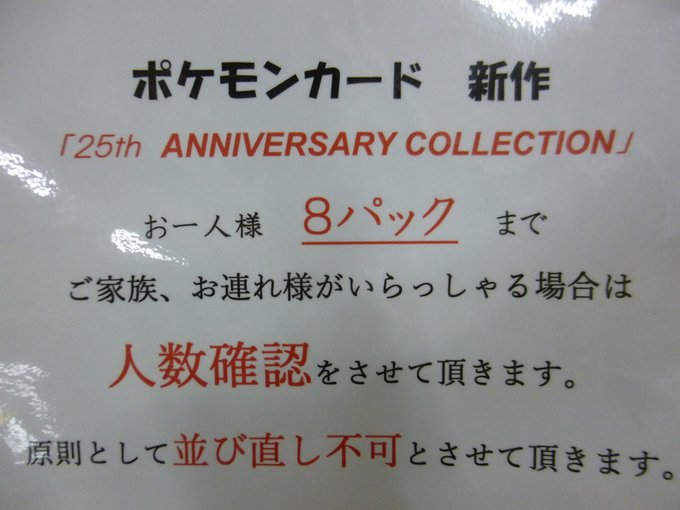 ポケモンカード　新作
「25th ANNIVERSARY COLLECTION」
お一人様　8パック　まで
ご家族、お連れ様がいらっしゃる場合は
人数確認をさせて頂きます。
原則として並び直し不可とさせて頂きます。